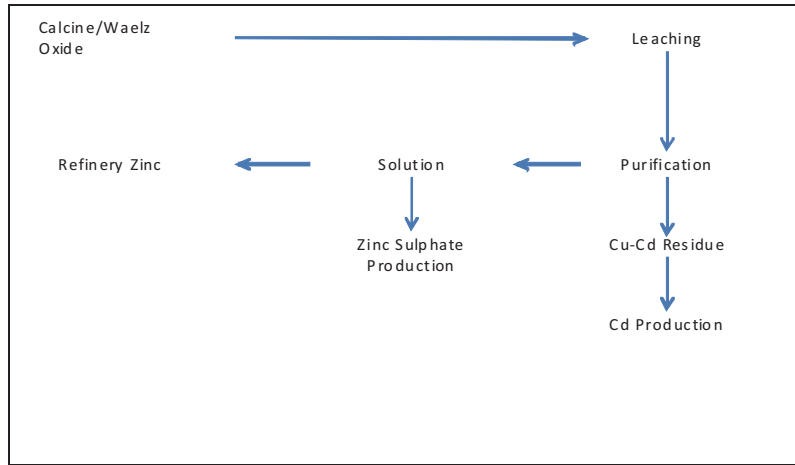 Calcine/Waelz
Oxide
Leaching
Refinery Zinc
Solution
Purification
Zinc Sulphate
Production
Cu-Cd Residue
Cd Production